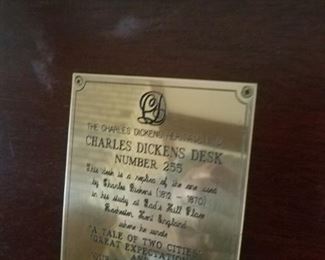 CD
THE CHARLES DICKENS HERITAGE
CHARLES DICKENS DESK
NUMBER 255
This desk is a replica of the one used
by Charles Dickens (1812 - 1870)
in his study at Gad's Hill Place
Rochester, Kent England
where he wrote
"A TALE OF TWO CITIES"
"GREAT EXPECTATIONS"
AND